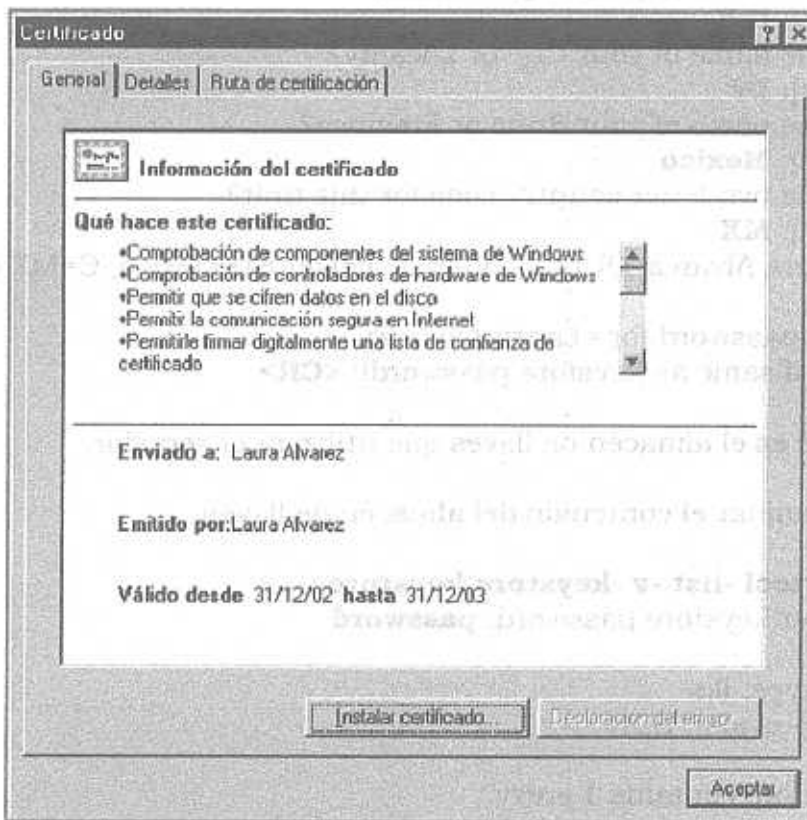 Certificado
General Detalles Ruta de certificación
Información del certificado
Qué hace este certificado:
•Comprobación de componentes del sistema de Windows
•Comprobación de controladores de hardware de Windows
•Permitir que se cifren datos en el disco
•Permitir la comunicación segura en Internet
•Permitirle firmar digitalmente una lista de confianza de
certificado
Enviado a: Laura Alvarez
Emitido por:Laura Alvarez
Válido desde 31/12/02 hasta 31/12/03
Instalar certificado... Declaración del emisor...
Aceptar